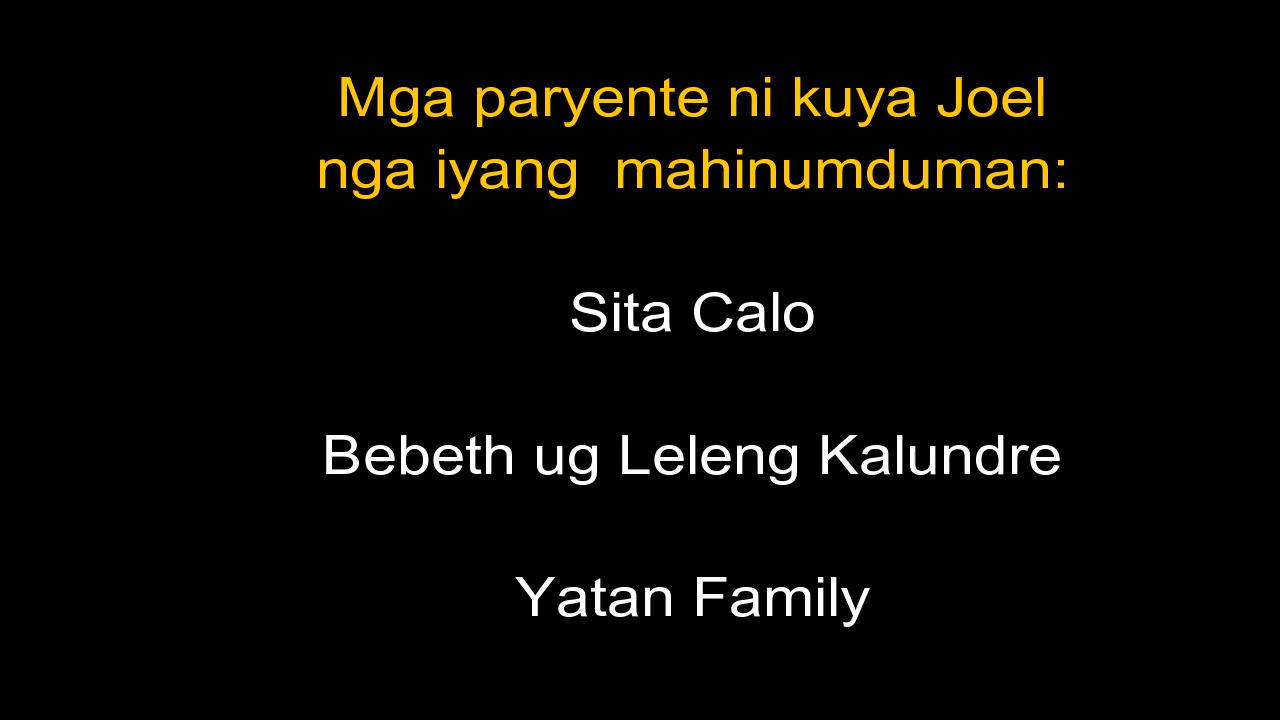 Mga paryente ni kuya Joel
nga iyang  mahinumduman:
Sita Calo
Bebeth ug Leleng Kalundre
Yatan Family